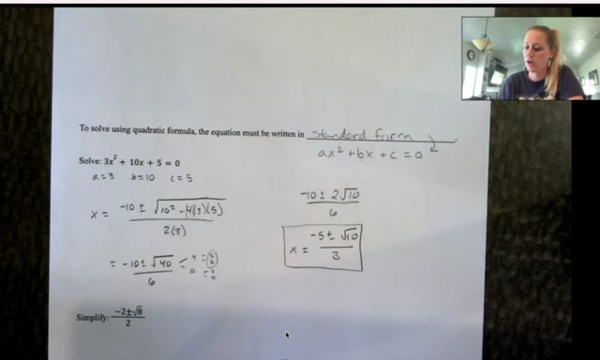 To solve using quadratic formula, the equation must be written in standard form.
ax² + bx + c = 0
Solve: 3x² + 10x + 5 = 0
a=3 b=10 c=5
x = -10 ± √10² - 4(3)(5)
2(3)
= -10 ± √40
6
-10 ± 2√10
6
x = -5 ± √10
3
Simplify: -2±√8
2